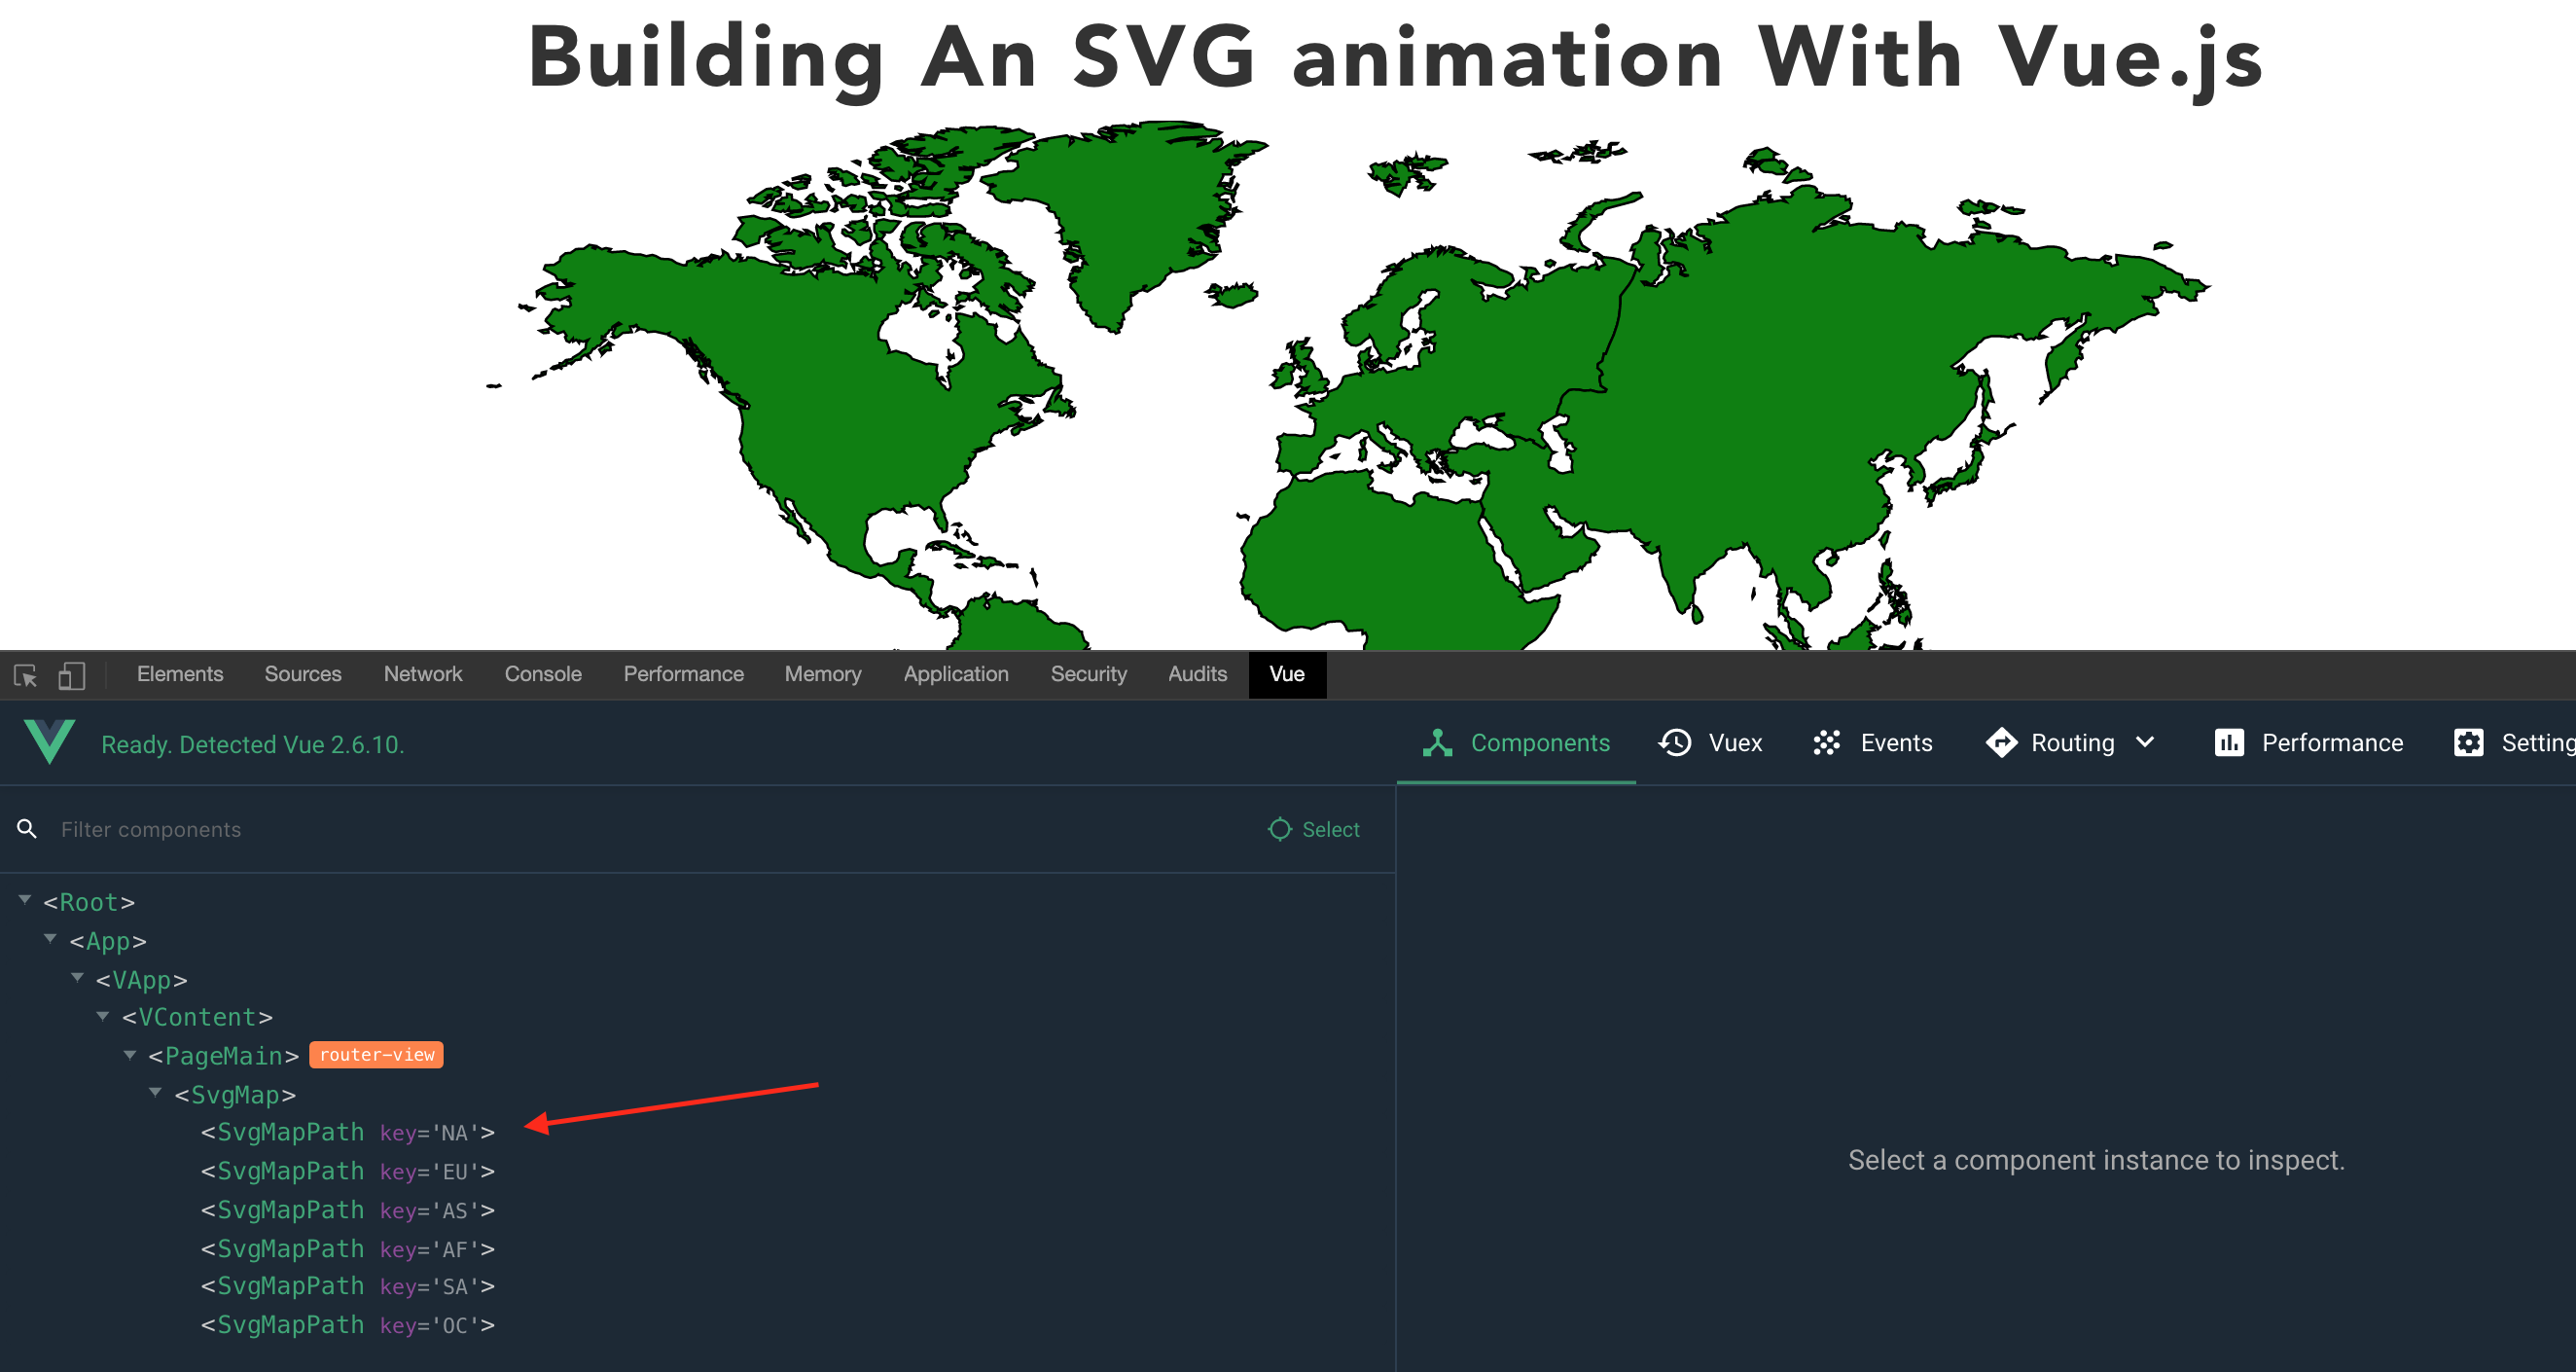 Building An SVG animation With Vue.js
Elements Sources Network Console Performance Memory Application Security Audits Vue
Ready. Detected Vue 2.6.10.
Components Vuex Events Routing Performance Setting
Filter components
Select
<Root>
<App>
<VApp>
<VContent>
<PageMain> router-view
<SvgMap>
<SvgMapPath key='NA'>
<SvgMapPath key='EU'>
<SvgMapPath key='AS'>
<SvgMapPath key='AF'>
<SvgMapPath key='SA'>
<SvgMapPath key='OC'>
Select a component instance to inspect.